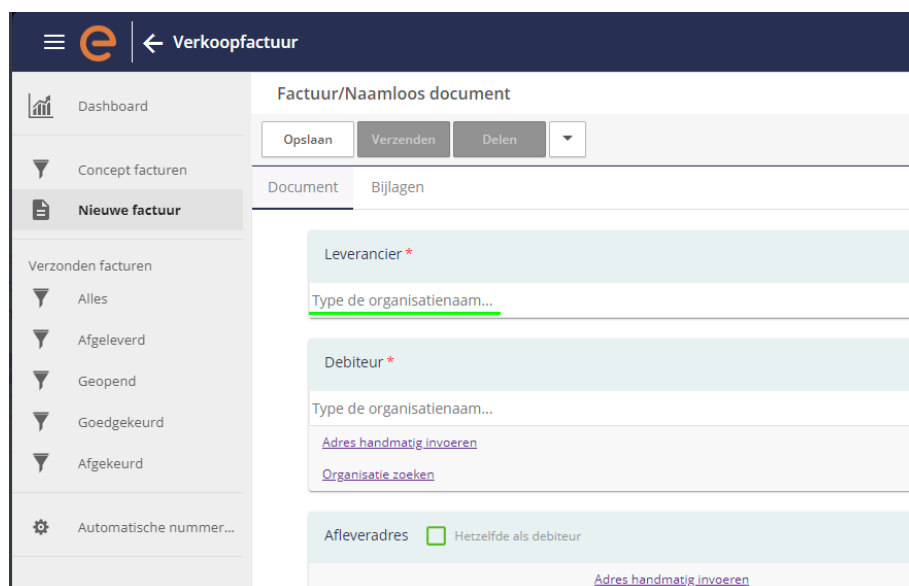 Verkoopfactuur
Dashboard
Concept facturen
Nieuwe factuur
Verzonden facturen
Alles
Afgeleverd
Geopend
Goedgekeurd
Afgekeurd
Automatische nummer...
Factuur/Naamloos document
Opslaan Verzenden Delen
Document Bijlagen
Leverancier *
Type de organisatienaam...
Debiteur *
Type de organisatienaam...
Adres handmatig invoeren
Organisatie zoeken
Afleveradres Hetzelfde als debiteur
Adres handmatig invoeren